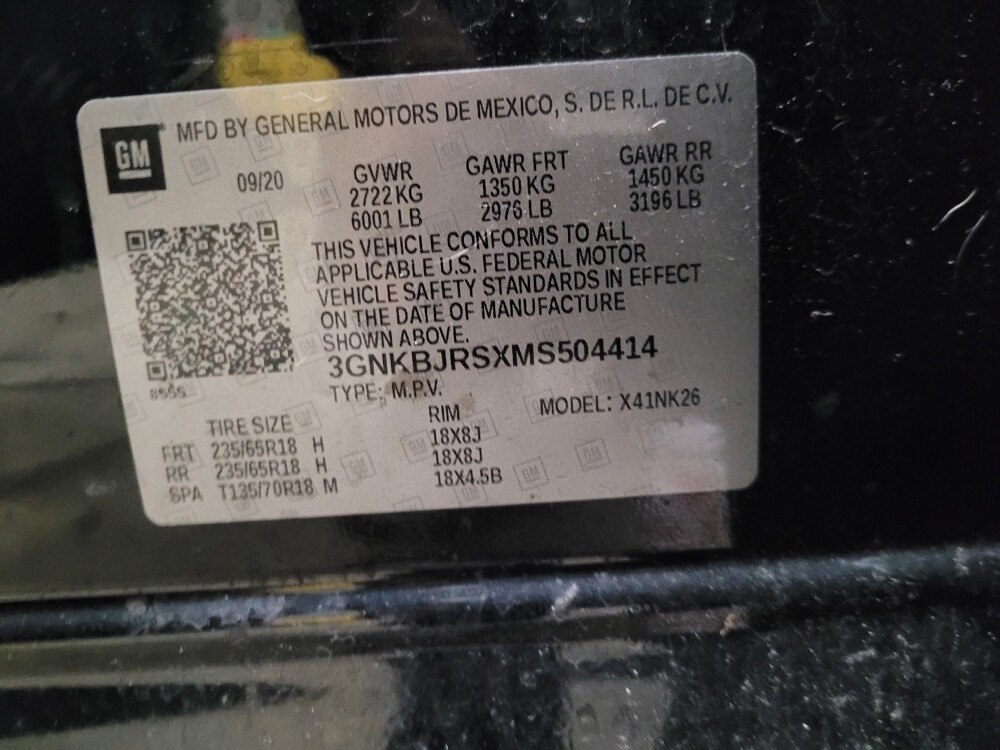 MFD BY GENERAL MOTORS DE MEXICO, S. DE R.L. DE C.V.
GM
09/20
GVWR GAWR FRT GAWR RR
2722 KG 1350 KG 1450 KG
6001 LB 2976 LB 3196 LB
THIS VEHICLE CONFORMS TO ALL
APPLICABLE U.S. FEDERAL MOTOR
VEHICLE SAFETY STANDARDS IN EFFECT
ON THE DATE OF MANUFACTURE
SHOWN ABOVE.
3GNKBJRSXMS504414
8555
TYPE: M.P.V.
MODEL: X41NK26
TIRE SIZE RIM
FRT 235/65R18 H 18X8J
RR 235/65R18 H 18X8J
SPA T135/70R18 M 18X4.5B